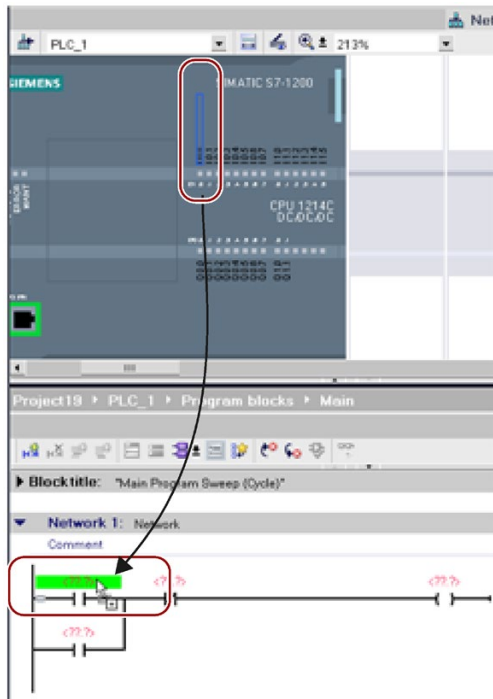 Net
PLC_1
213%
SIEMENS
SIMATIC S7-1200
CPU 1214C
DC/DC/DC
Project19 ▸ PLC_1 ▸ Program blocks ▸ Main
Block title: "Main Program Sweep (Cycle)"
Network 1: Network
Comment
<??.?>
<??.?>
<??.?>
<??.?>